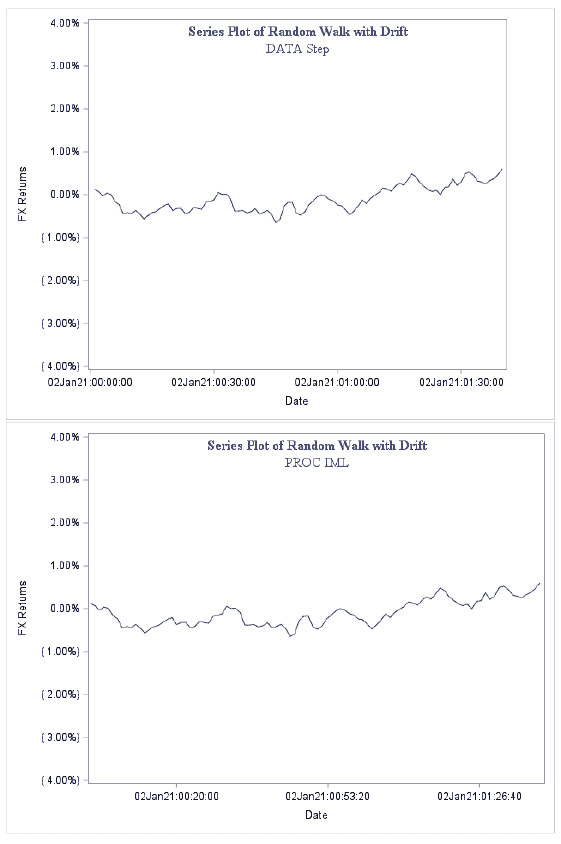 Series Plot of Random Walk with Drift
DATA Step
4.00%
3.00%
2.00%
1.00%
0.00%
( 1.00%)
( 2.00%)
( 3.00%)
( 4.00%)
FX Returns
02Jan21:00:00:00 02Jan21:00:00:30 02Jan21:00:01:00 02Jan21:00:01:30
Date
Series Plot of Random Walk with Drift
PROC IML
4.00%
3.00%
2.00%
1.00%
0.00%
( 1.00%)
( 2.00%)
( 3.00%)
( 4.00%)
FX Returns
02Jan21:00:20:00 02Jan21:00:53:20 02Jan21:01:26:40
Date